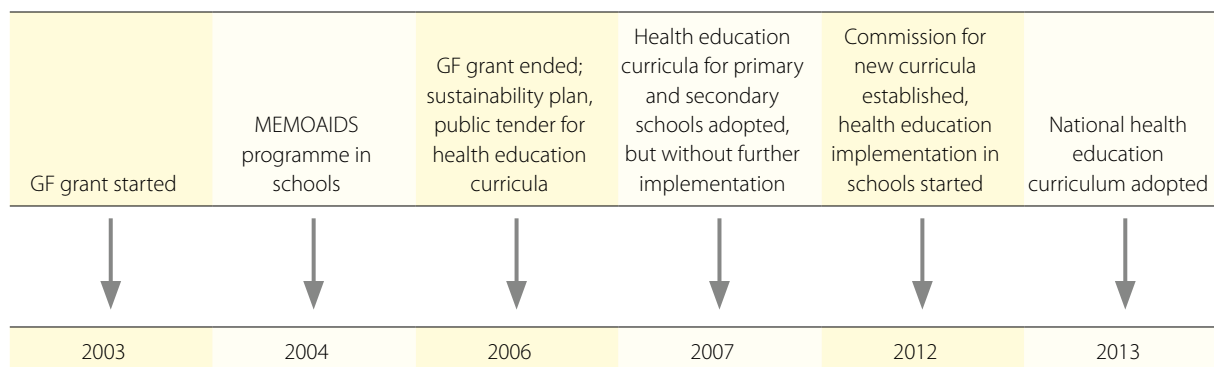 GF grant started
MEMOAIDS
programme in
schools
GF grant ended;
sustainability plan,
public tender for
health education
curricula
Health education
curricula for primary
and secondary
schools adopted,
but without further
implementation
Commission for
new curricula
established,
health education
implementation in
schools started
National health
education
curriculum adopted
2003
2004
2006
2007
2012
2013